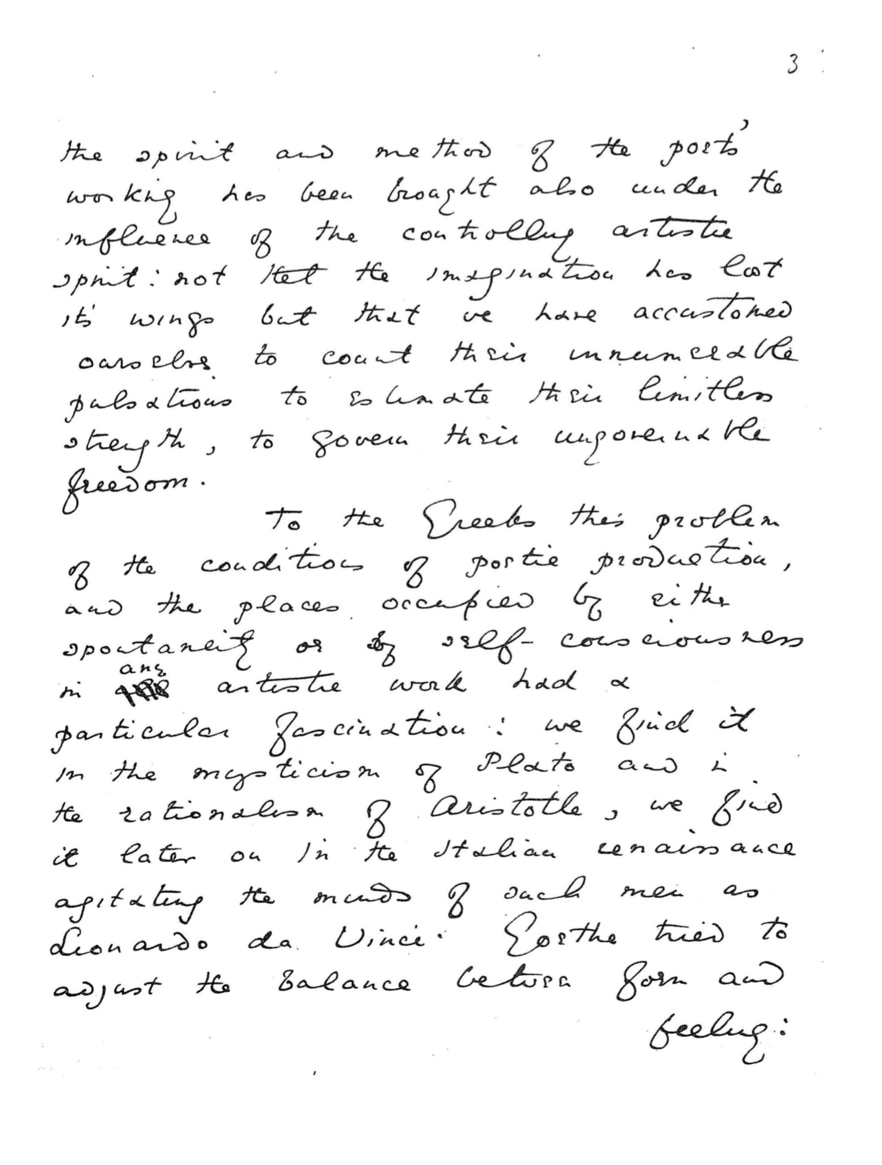 3
the spirit and method of the poets'
working has been brought also under the
influence of the controlling artistic
spirit: not that the imagination has lost
its wings but that we have accustomed
ourselves to count their innumerable
pulsations to estimate their limitless
strength, to govern their ungovernable
freedom.
To the Greeks this problem
of the conditions of poetic production,
and the places occupied by either
spontaneity or by self-consciousness
in any artistic work had a
particular fascination: we find it
in the mysticism of Plato and in
the rationalism of Aristotle, we find
it later on in the Italian renaissance
agitating the minds of such men as
Leonardo da Vinci. Goethe tried to
adjust the balance between form and
feeling: